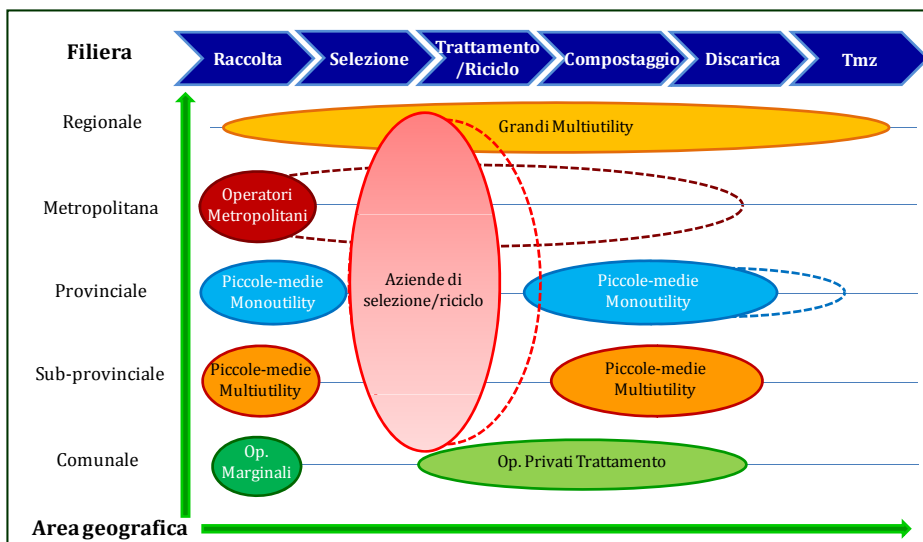 Filiera
Raccolta
Selezione
Trattamento
/Riciclo
Compostaggio
Discarica
Tmz
Regionale
Grandi Multiutility
Metropolitana
Operatori
Metropolitani
Provinciale
Piccole-medie
Monoutility
Aziende di
selezione/riciclo
Piccole-medie
Monoutility
Sub-provinciale
Piccole-medie
Multiutility
Piccole-medie
Multiutility
Comunale
Op.
Marginali
Op. Privati Trattamento
Area geografica